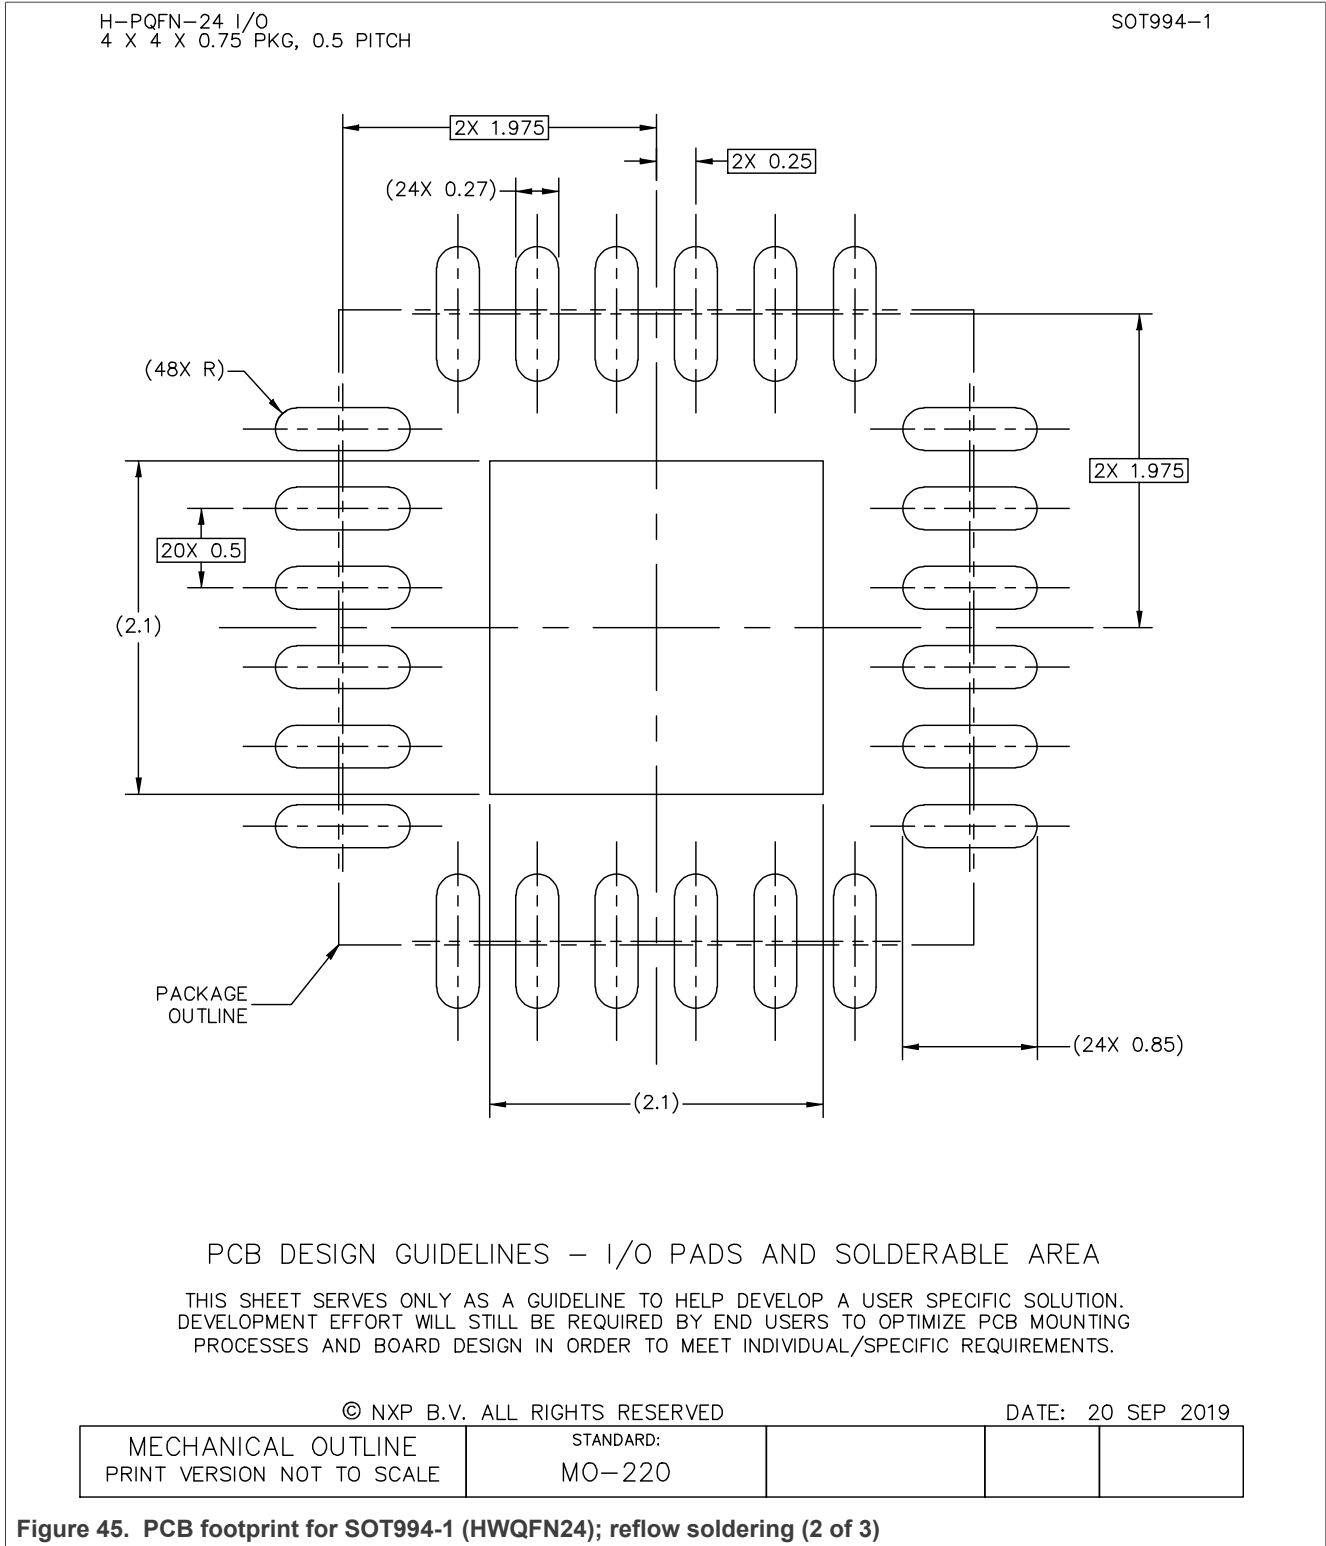 H-PQFN-24 I/O
4 X 4 X 0.75 PKG, 0.5 PITCH
SOT994-1
2X 1.975
2X 0.25
(24X 0.27)
(48X R)
2X 1.975
20X 0.5
(2.1)
PACKAGE
OUTLINE
(24X 0.85)
(2.1)
PCB DESIGN GUIDELINES - I/O PADS AND SOLDERABLE AREA
THIS SHEET SERVES ONLY AS A GUIDELINE TO HELP DEVELOP A USER SPECIFIC SOLUTION.
DEVELOPMENT EFFORT WILL STILL BE REQUIRED BY END USERS TO OPTIMIZE PCB MOUNTING
PROCESSES AND BOARD DESIGN IN ORDER TO MEET INDIVIDUAL/SPECIFIC REQUIREMENTS.
© NXP B.V. ALL RIGHTS RESERVED
DATE: 20 SEP 2019
MECHANICAL OUTLINE
PRINT VERSION NOT TO SCALE
STANDARD:
MO-220
Figure 45. PCB footprint for SOT994-1 (HWQFN24); reflow soldering (2 of 3)